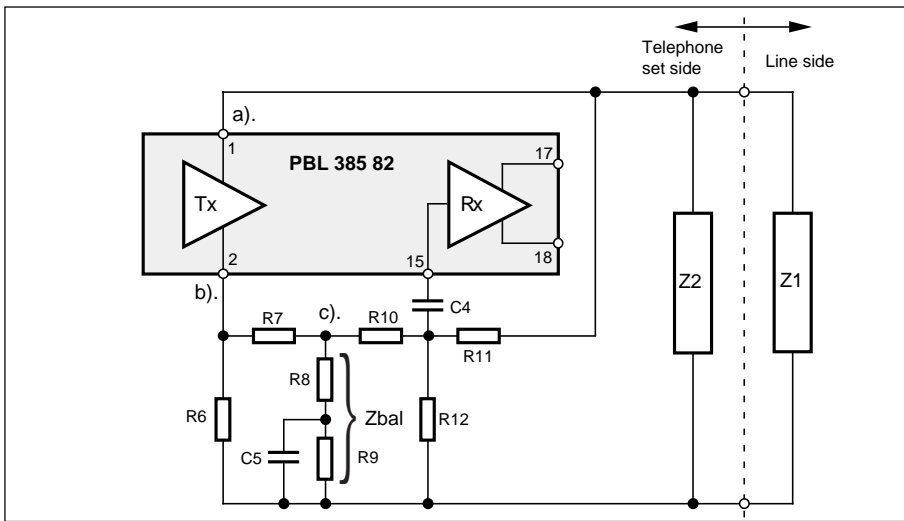 Telephone
set side
Line side
a).
1
PBL 385 82
17
Tx
Rx
18
2
15
b).
C4
Z2
Z1
R7
c).
R10
R11
R8
R6
Zbal
R12
C5
R9